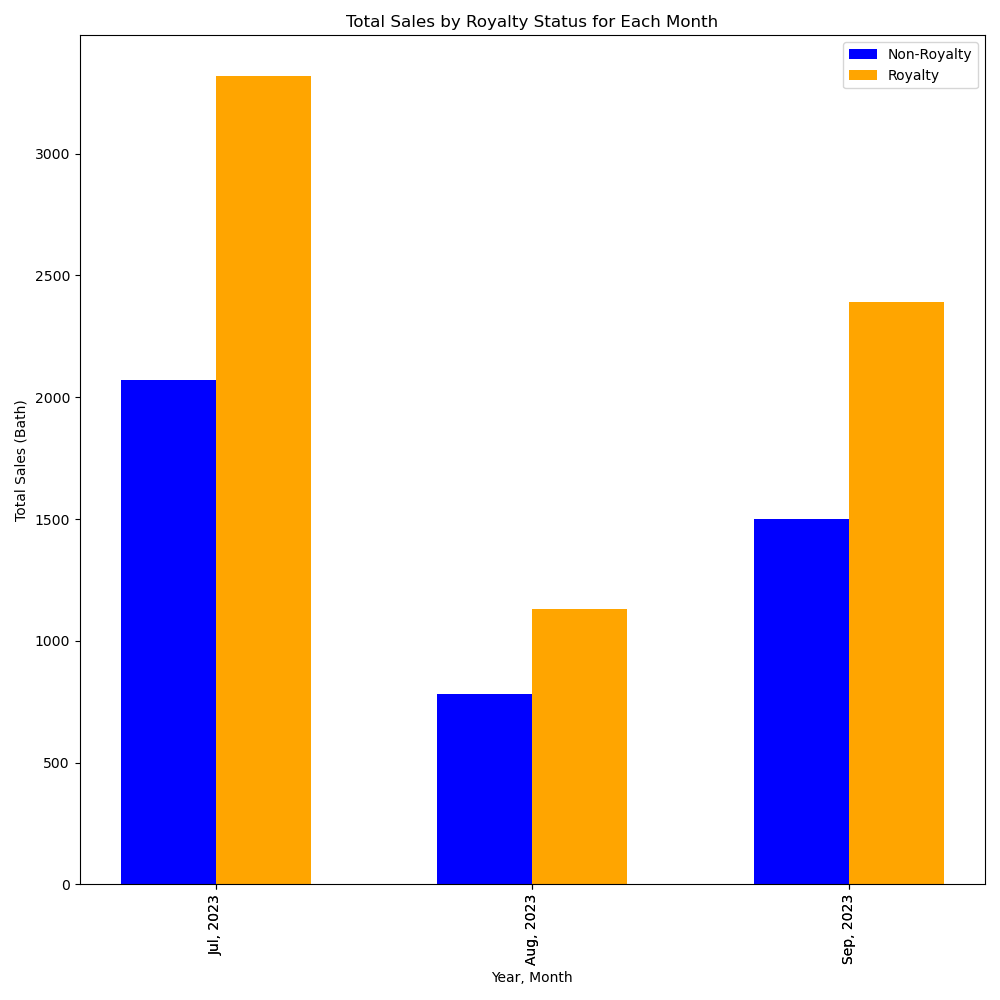 Total Sales by Royalty Status for Each Month
Non-Royalty
Royalty
Total Sales (Bath)
3000
2500
2000
1500
1000
500
0
Jul, 2023
Aug, 2023
Sep, 2023
Year, Month